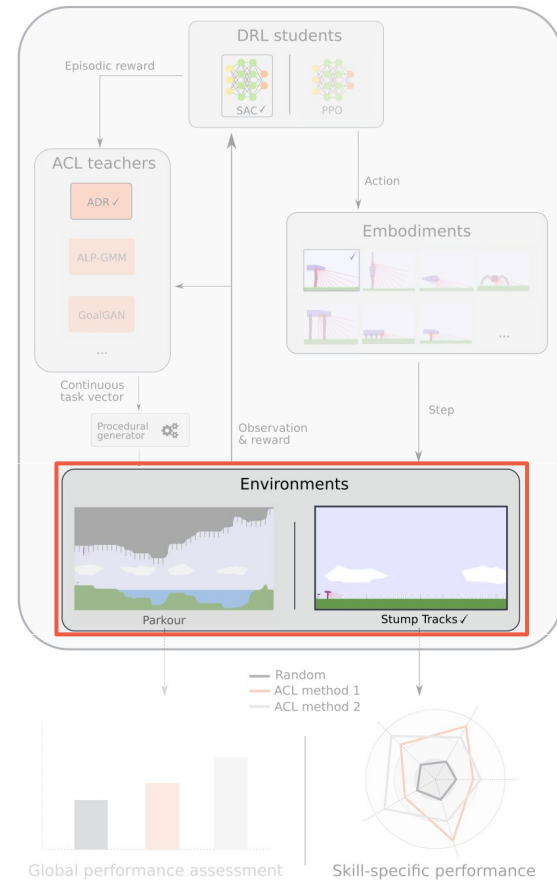 DRL students
Episodic reward
SAC ✓
PPO
ACL teachers
ADR ✓
Action
ALP-GMM
Embodiments
✓
GoalGAN
...
...
Continuous
task vector
Procedural
generator
Observation
& reward
Step
Environments
Parkour
Stump Tracks ✓
Random
ACL method 1
ACL method 2
Global performance assessment
Skill-specific performance